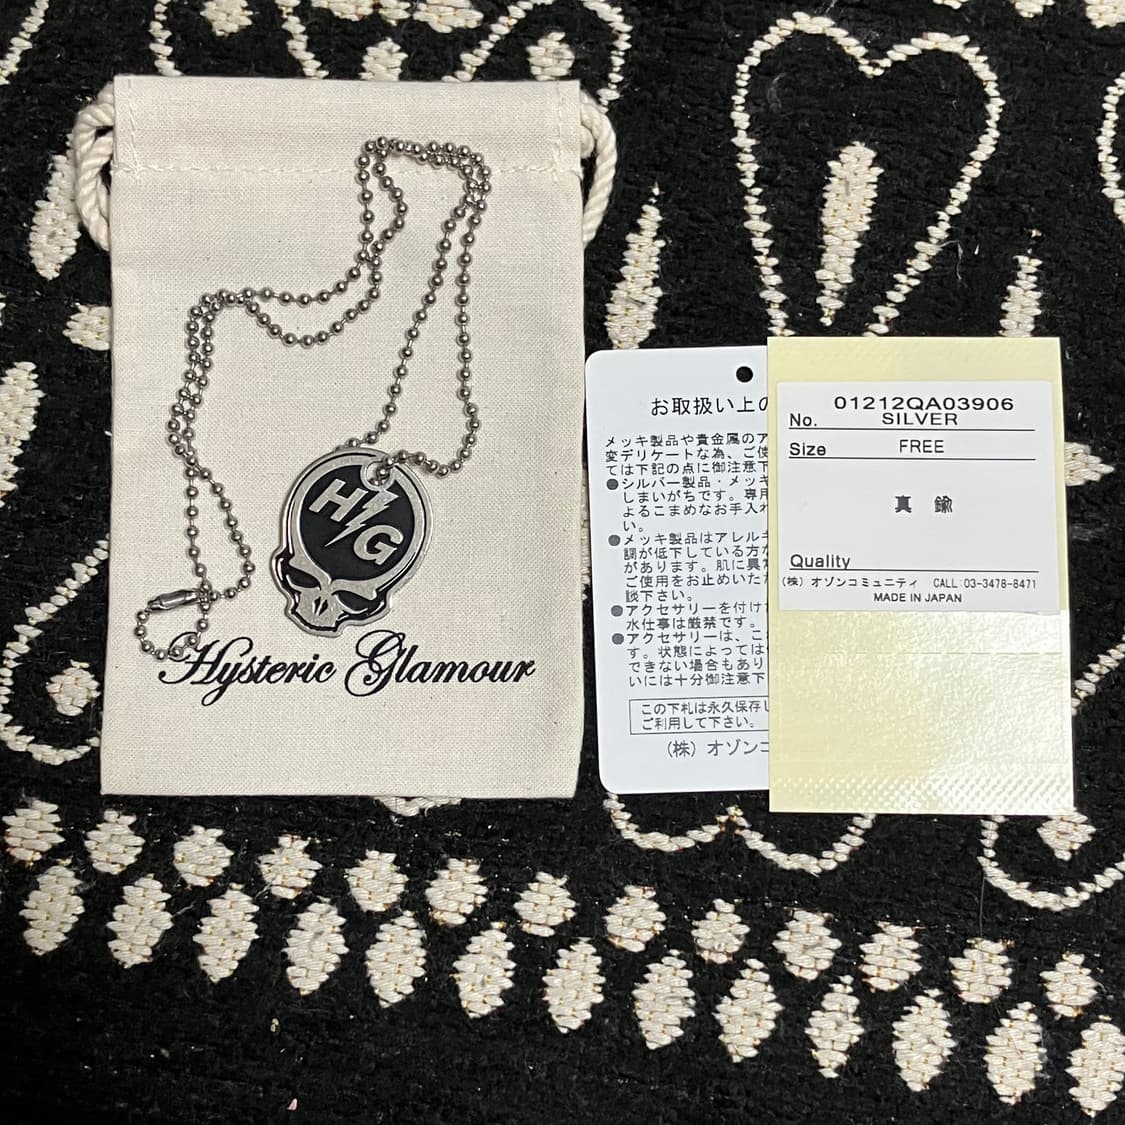 H G
Hysteric Glamour
お取扱い上の
メッキ製品や貴金属のア
変デリケートな為、ご使
ては下記の点に御注意下
●シルバー製品・メッキ
しまいがちです。専用
よるこまめなお手入れ
い。
●メッキ製品はアレルギ
調が低下している方が
があります。肌に異常
ご使用をお止めいただ
談下さい。
●アクセサリーを付け
水仕事は厳禁です。
●アクセサリーは、こ
す。状態によっては
できない場合もあり
いには十分御注意下
この下札は永久保存し
ご利用して下さい。
(株) オゾンコ
No. 01212QA03906
SILVER
Size FREE
真 鍮
Quality
(株) オゾンコミュニティ CALL:03-3478-8471
MADE IN JAPAN